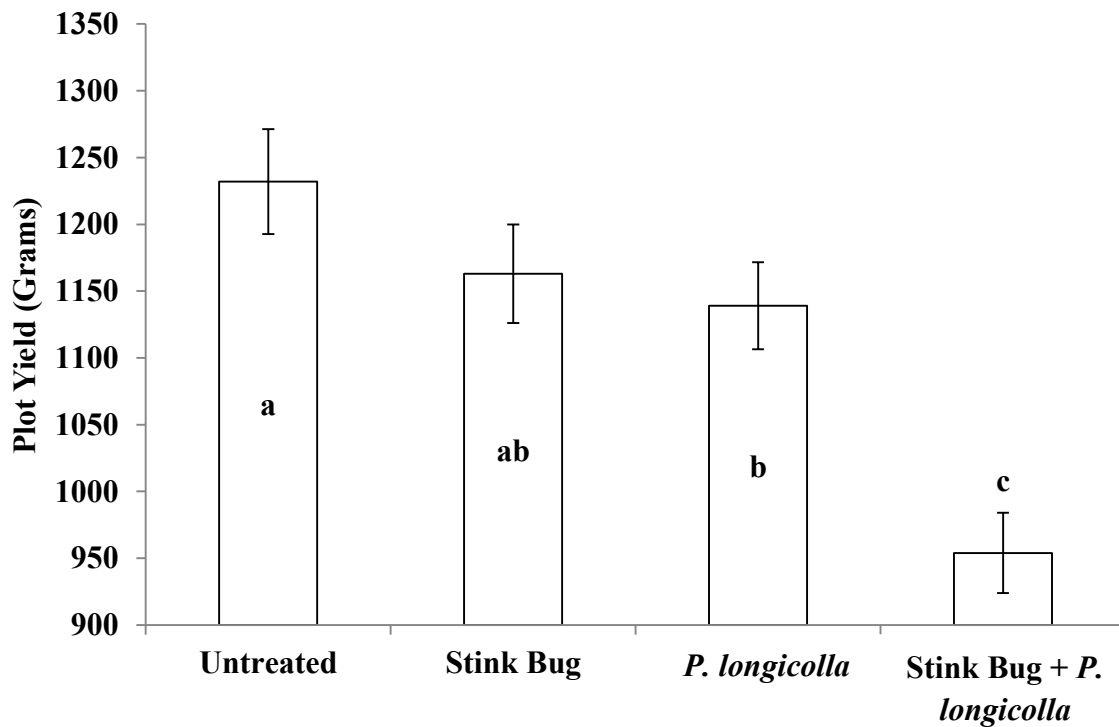 1350
1300
1250
1200
1150
1100
1050
1000
950
900
Plot Yield (Grams)
a
ab
b
c
Untreated
Stink Bug
P. longicolla
Stink Bug + P.
longicolla